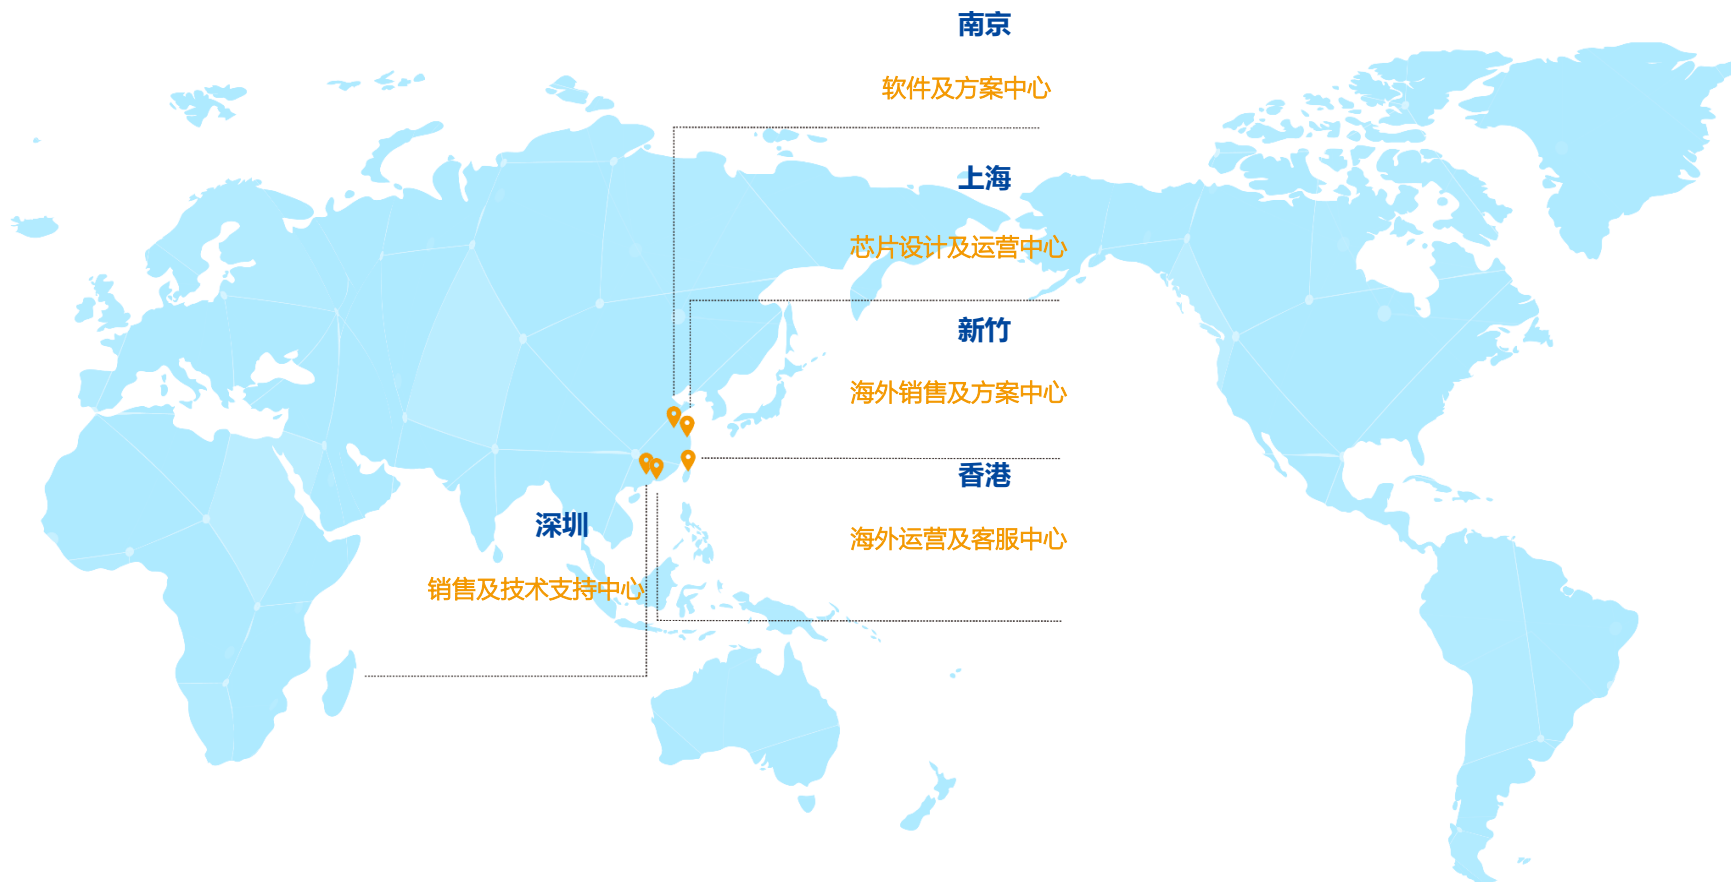 南京
软件及方案中心
上海
芯片设计及运营中心
新竹
海外销售及方案中心
香港
海外运营及客服中心
深圳
销售及技术支持中心